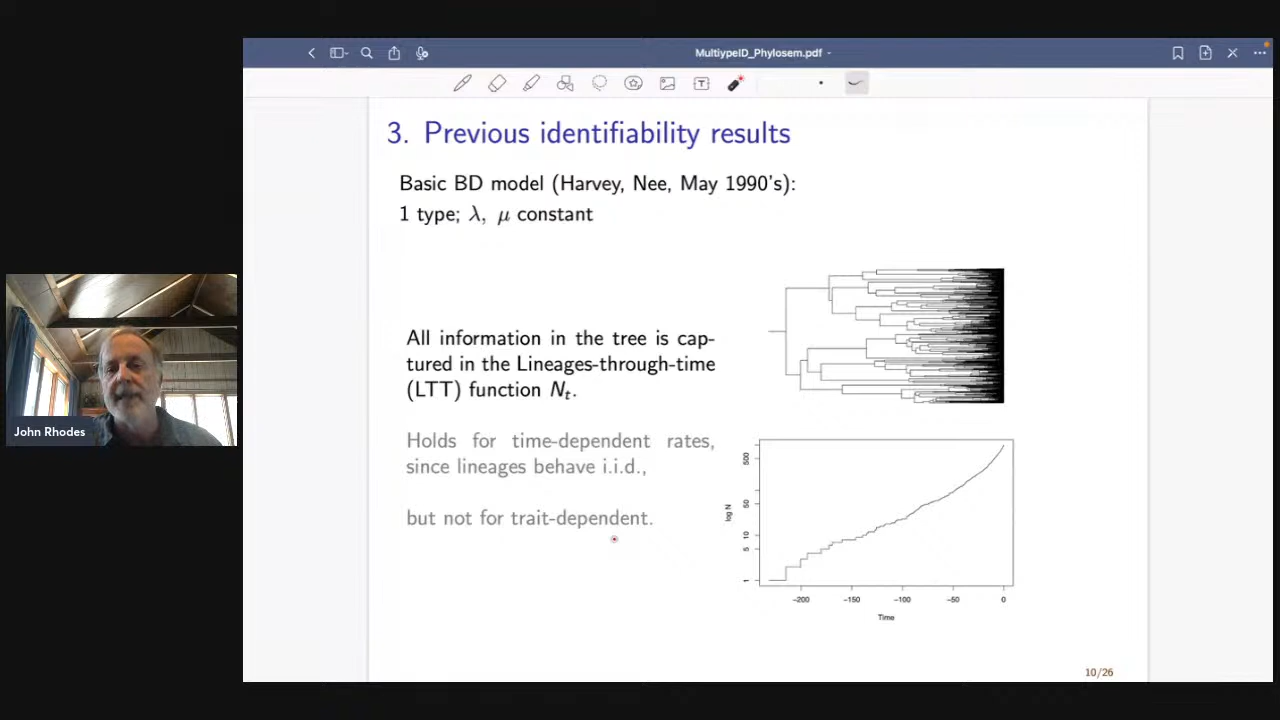 MultiypeID_Phylosem.pdf
3. Previous identifiability results
Basic BD model (Harvey, Nee, May 1990's):
1 type; λ, μ constant
All information in the tree is cap-
tured in the Lineages-through-time
(LTT) function Nₜ.
Holds for time-dependent rates,
since lineages behave i.i.d.,
but not for trait-dependent.
log N
500
50
10
5
1
-200 -150 -100 -50 0
Time
10/26
John Rhodes
T